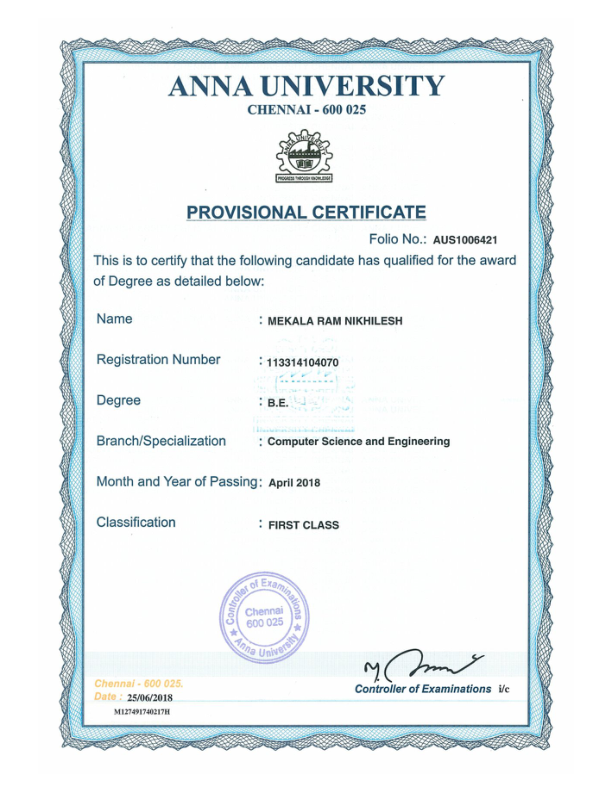 ANNA UNIVERSITY
CHENNAI - 600 025
ANNA UNIVERSITY
PROGRESS THROUGH KNOWLEDGE
PROVISIONAL CERTIFICATE
Folio No.: AUS1006421
This is to certify that the following candidate has qualified for the award
of Degree as detailed below:
Name : MEKALA RAM NIKHILESH
Registration Number : 113314104070
Degree : B.E.
Branch/Specialization : Computer Science and Engineering
Month and Year of Passing : April 2018
Classification : FIRST CLASS
Controller of Examinations
Chennai
600 025
★ Anna University ★
Chennai - 600 025.
Controller of Examinations i/c
Date : 25/06/2018
M127491740217H